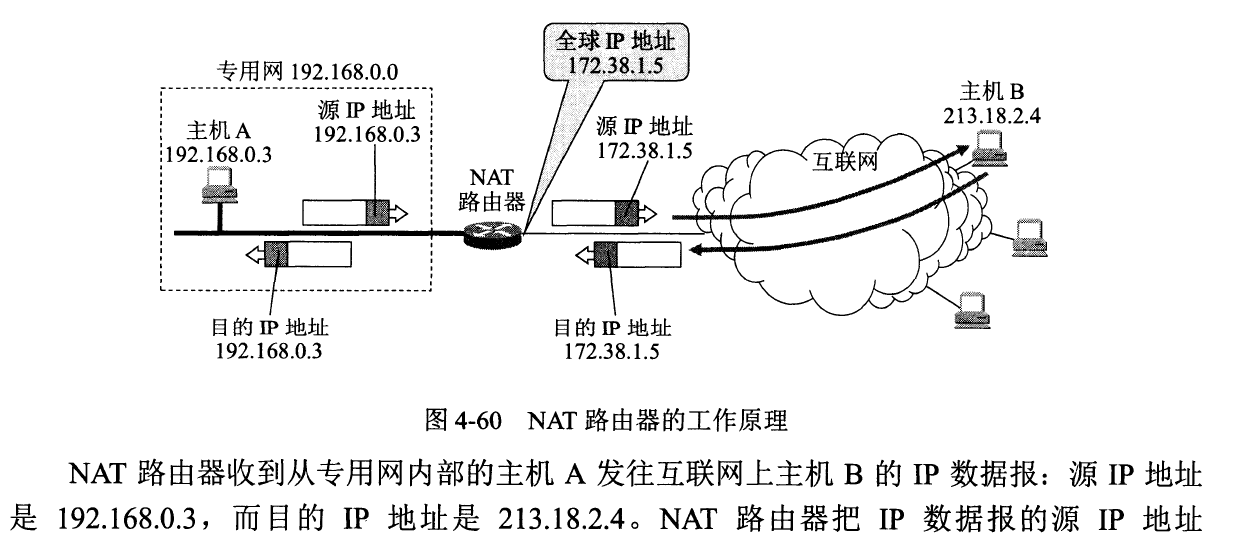 全球 IP 地址
172.38.1.5
专用网 192.168.0.0
源 IP 地址
192.168.0.3
主机 A
192.168.0.3
主机 B
213.18.2.4
源 IP 地址
172.38.1.5
互联网
NAT
路由器
目的 IP 地址
192.168.0.3
目的 IP 地址
172.38.1.5
图 4-60 NAT 路由器的工作原理
NAT 路由器收到从专用网内部的主机 A 发往互联网上主机 B 的 IP 数据报：源 IP 地址
是 192.168.0.3，而目的 IP 地址是 213.18.2.4。NAT 路由器把 IP 数据报的源 IP 地址